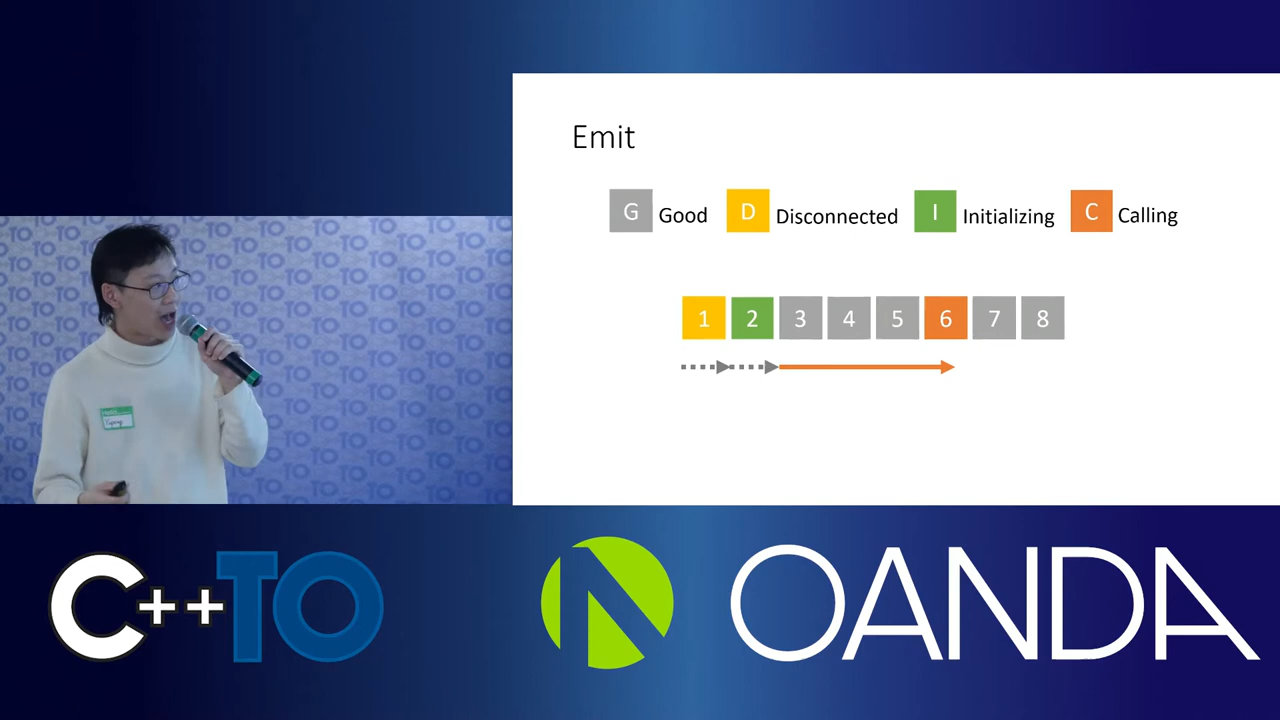 Emit
G Good D Disconnected I Initializing C Calling
1 2 3 4 5 6 7 8
C++TO
OANDA